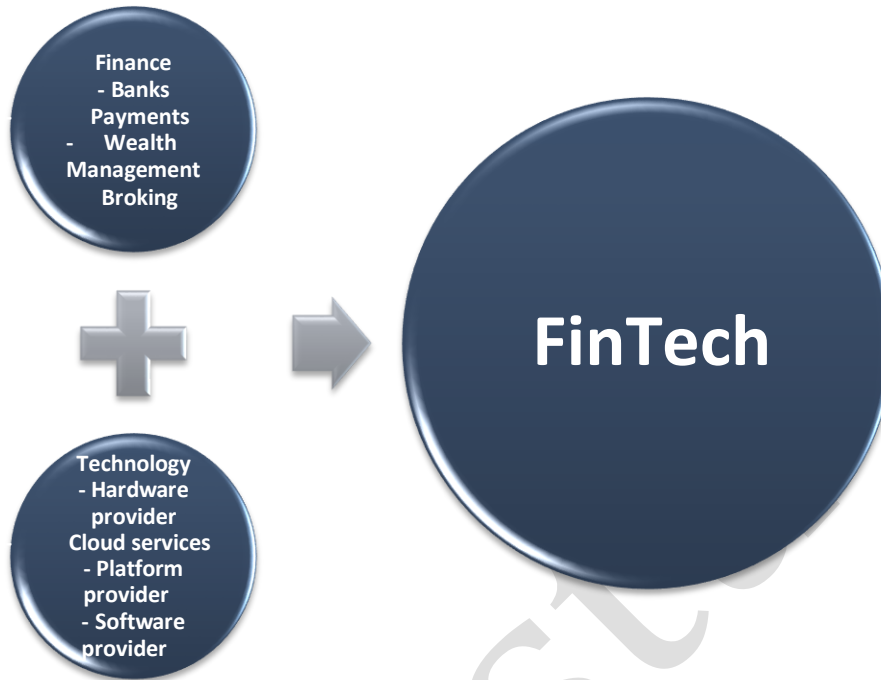 Finance
- Banks
Payments
- Wealth
Management
Broking
FinTech
Technology
- Hardware
provider
Cloud services
- Platform
provider
- Software
provider